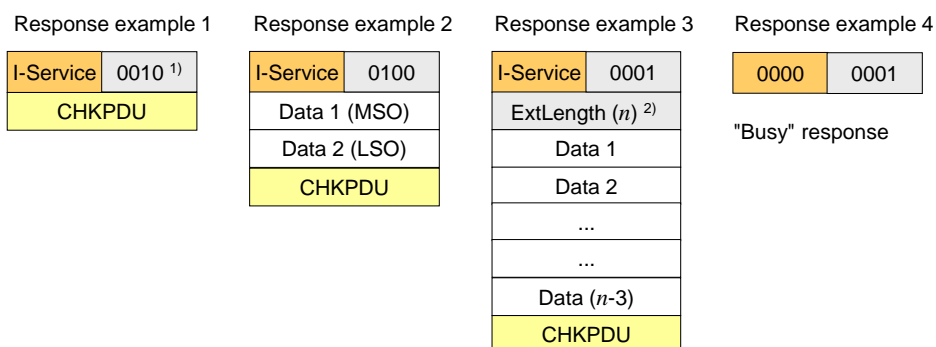 Response example 1
I-Service 0010 1)
CHKPDU
Response example 2
I-Service 0100
Data 1 (MSO)
Data 2 (LSO)
CHKPDU
Response example 3
I-Service 0001
ExtLength (n) 2)
Data 1
Data 2
...
...
Data (n-3)
CHKPDU
Response example 4
0000 0001
"Busy" response